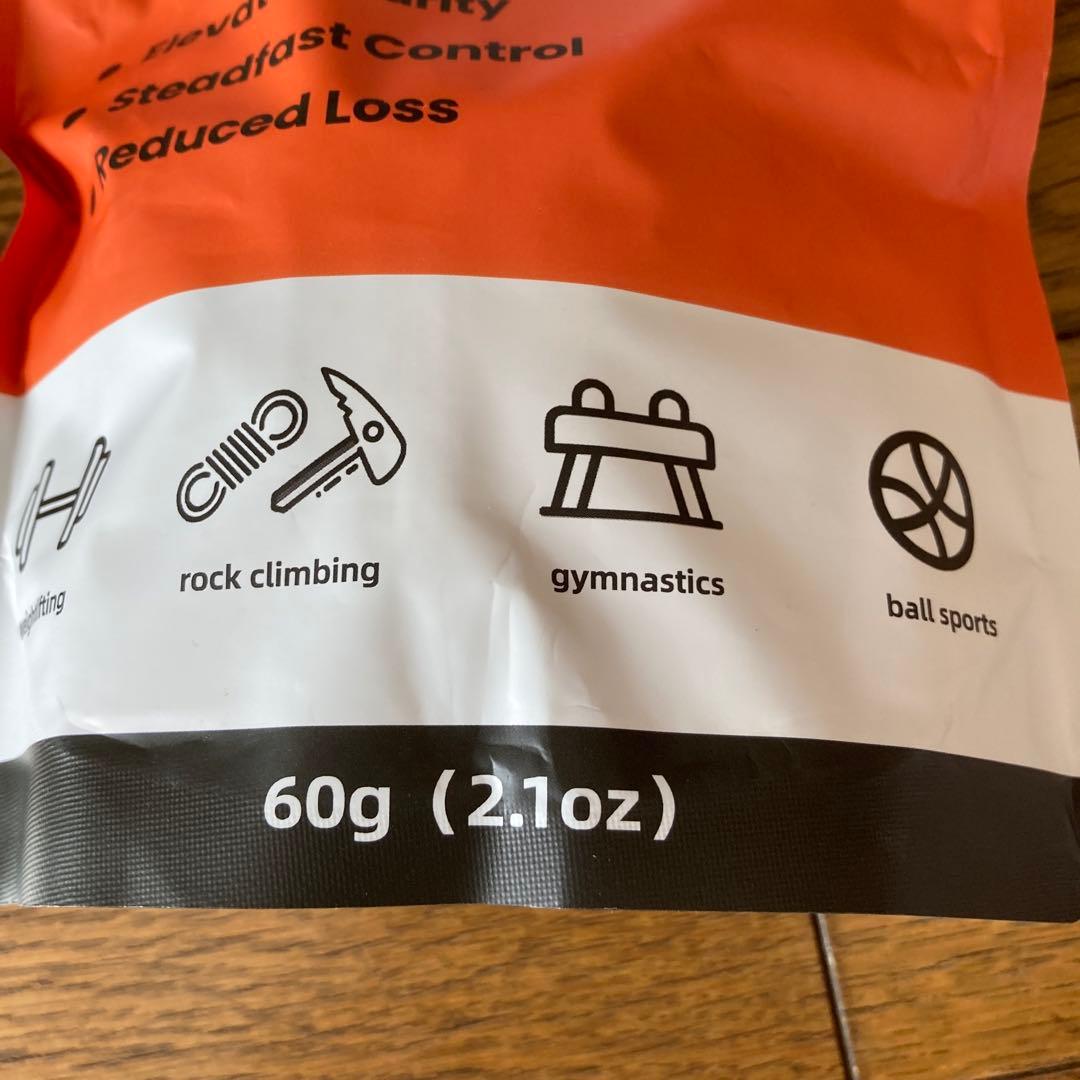 • Steadfast Control
• Reduced Loss
rock climbing
gymnastics
ball sports
60g (2.1oz)